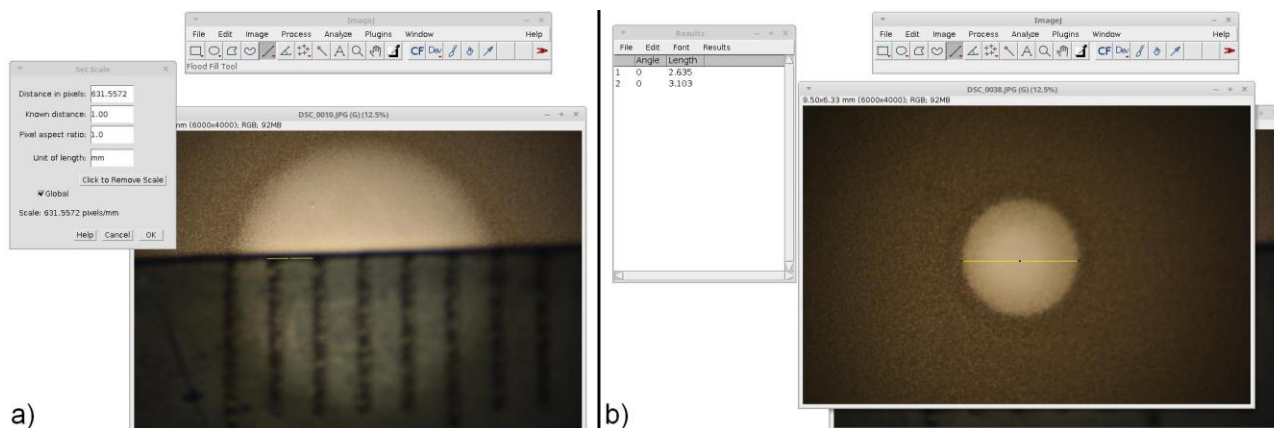 ImageJ
File Edit Image Process Analyze Plugins Window Help
CF Dev
Flood Fill Tool
Set Scale
Distance in pixels: 631.5572
Known distance: 1.00
Pixel aspect ratio: 1.0
Unit of length: mm
Click to Remove Scale
Global
Scale: 631.5572 pixels/mm
Help Cancel OK
DSC_0010.JPG (G) (12.5%)
mm (6000x4000); RGB; 92MB
a)
ImageJ
File Edit Image Process Analyze Plugins Window Help
CF Dev
Results
File Edit Font Results
Angle Length
1 0 2.635
2 0 3.103
DSC_0038.JPG (G) (12.5%)
9.50x6.33 mm (6000x4000); RGB; 92MB
b)